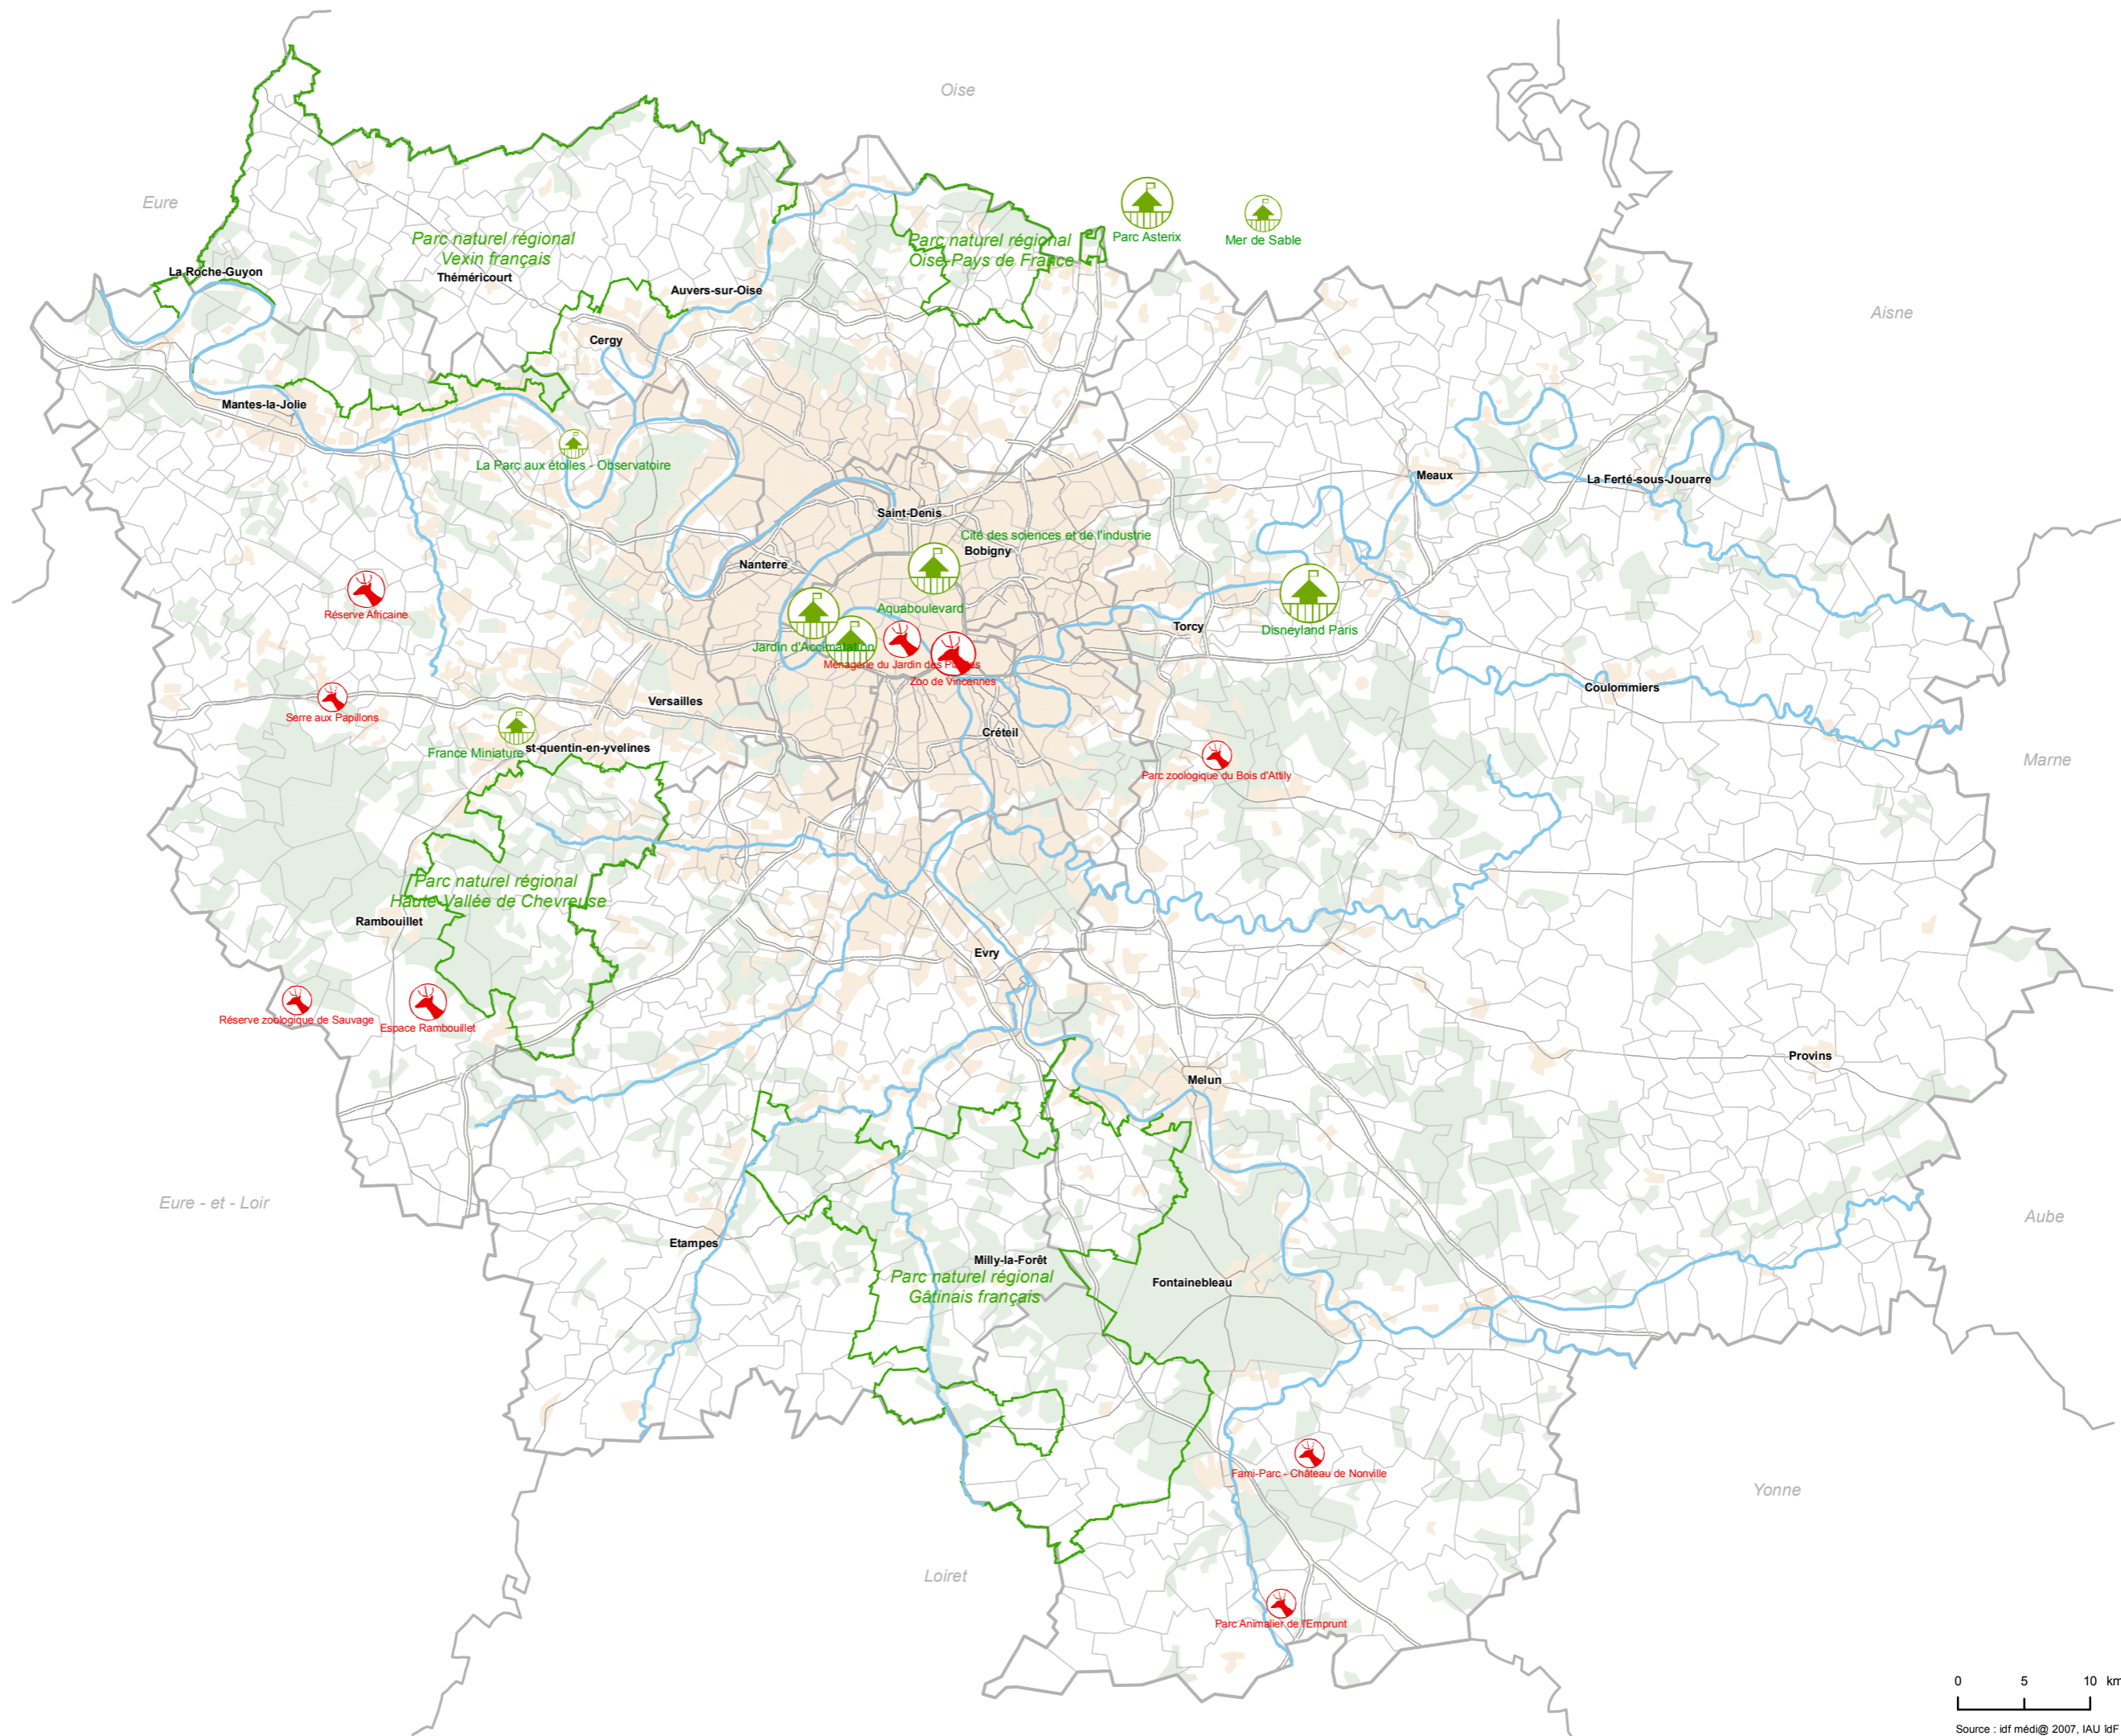 Oise
Eure
Parc Asterix
Mer de Sable
Parc naturel régional
Vexin français
Parc naturel régional
Oise-Pays de France
La Roche-Guyon
Théméricourt
Auvers-sur-Oise
Aisne
Cergy
Mantes-la-Jolie
La Parc aux étoiles - Observatoire
Meaux
La Ferté-sous-Jouarre
Saint-Denis
Cité des sciences et de l'industrie
Bobigny
Nanterre
Aquaboulevard
Réserve Africaine
Torcy
Disneyland Paris
Jardin d'Acclimatation
Ménagerie du Jardin des Plantes
Zoo de Vincennes
Coulommiers
Versailles
Serre aux Papillons
France Miniature
st-quentin-en-yvelines
Créteil
Marne
Parc zoologique du Bois d'Attily
Parc naturel régional
Haute-Vallée de Chevreuse
Rambouillet
Evry
Réserve zoologique de Sauvage
Espace Rambouillet
Provins
Melun
Eure - et - Loir
Aube
Etampes
Milly-la-Forêt
Parc naturel régional
Gâtinais français
Fontainebleau
Fami-Parc - Château de Nonville
Yonne
Loiret
Parc Animalier de l'Emprunt
0 5 10 km
Source : idf médi@ 2007, IAU îdF